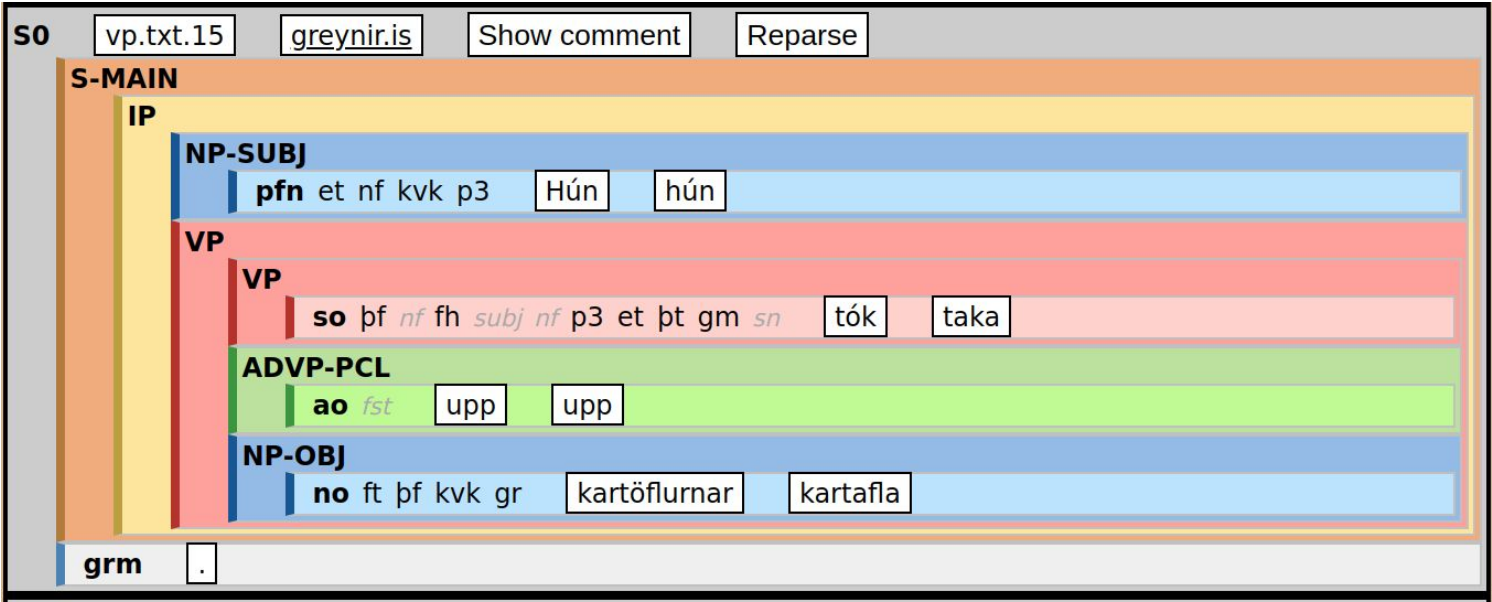 S0 vp.txt.15 greynir.is Show comment Reparse
S-MAIN
IP
NP-SUBJ
pfn et nf kvk p3 Hún hún
VP
VP
so þf nf fh subj nf p3 et þt gm sn tók taka
ADVP-PCL
ao fst upp upp
NP-OBJ
no ft þf kvk gr kartöflurnar kartafla
grm .